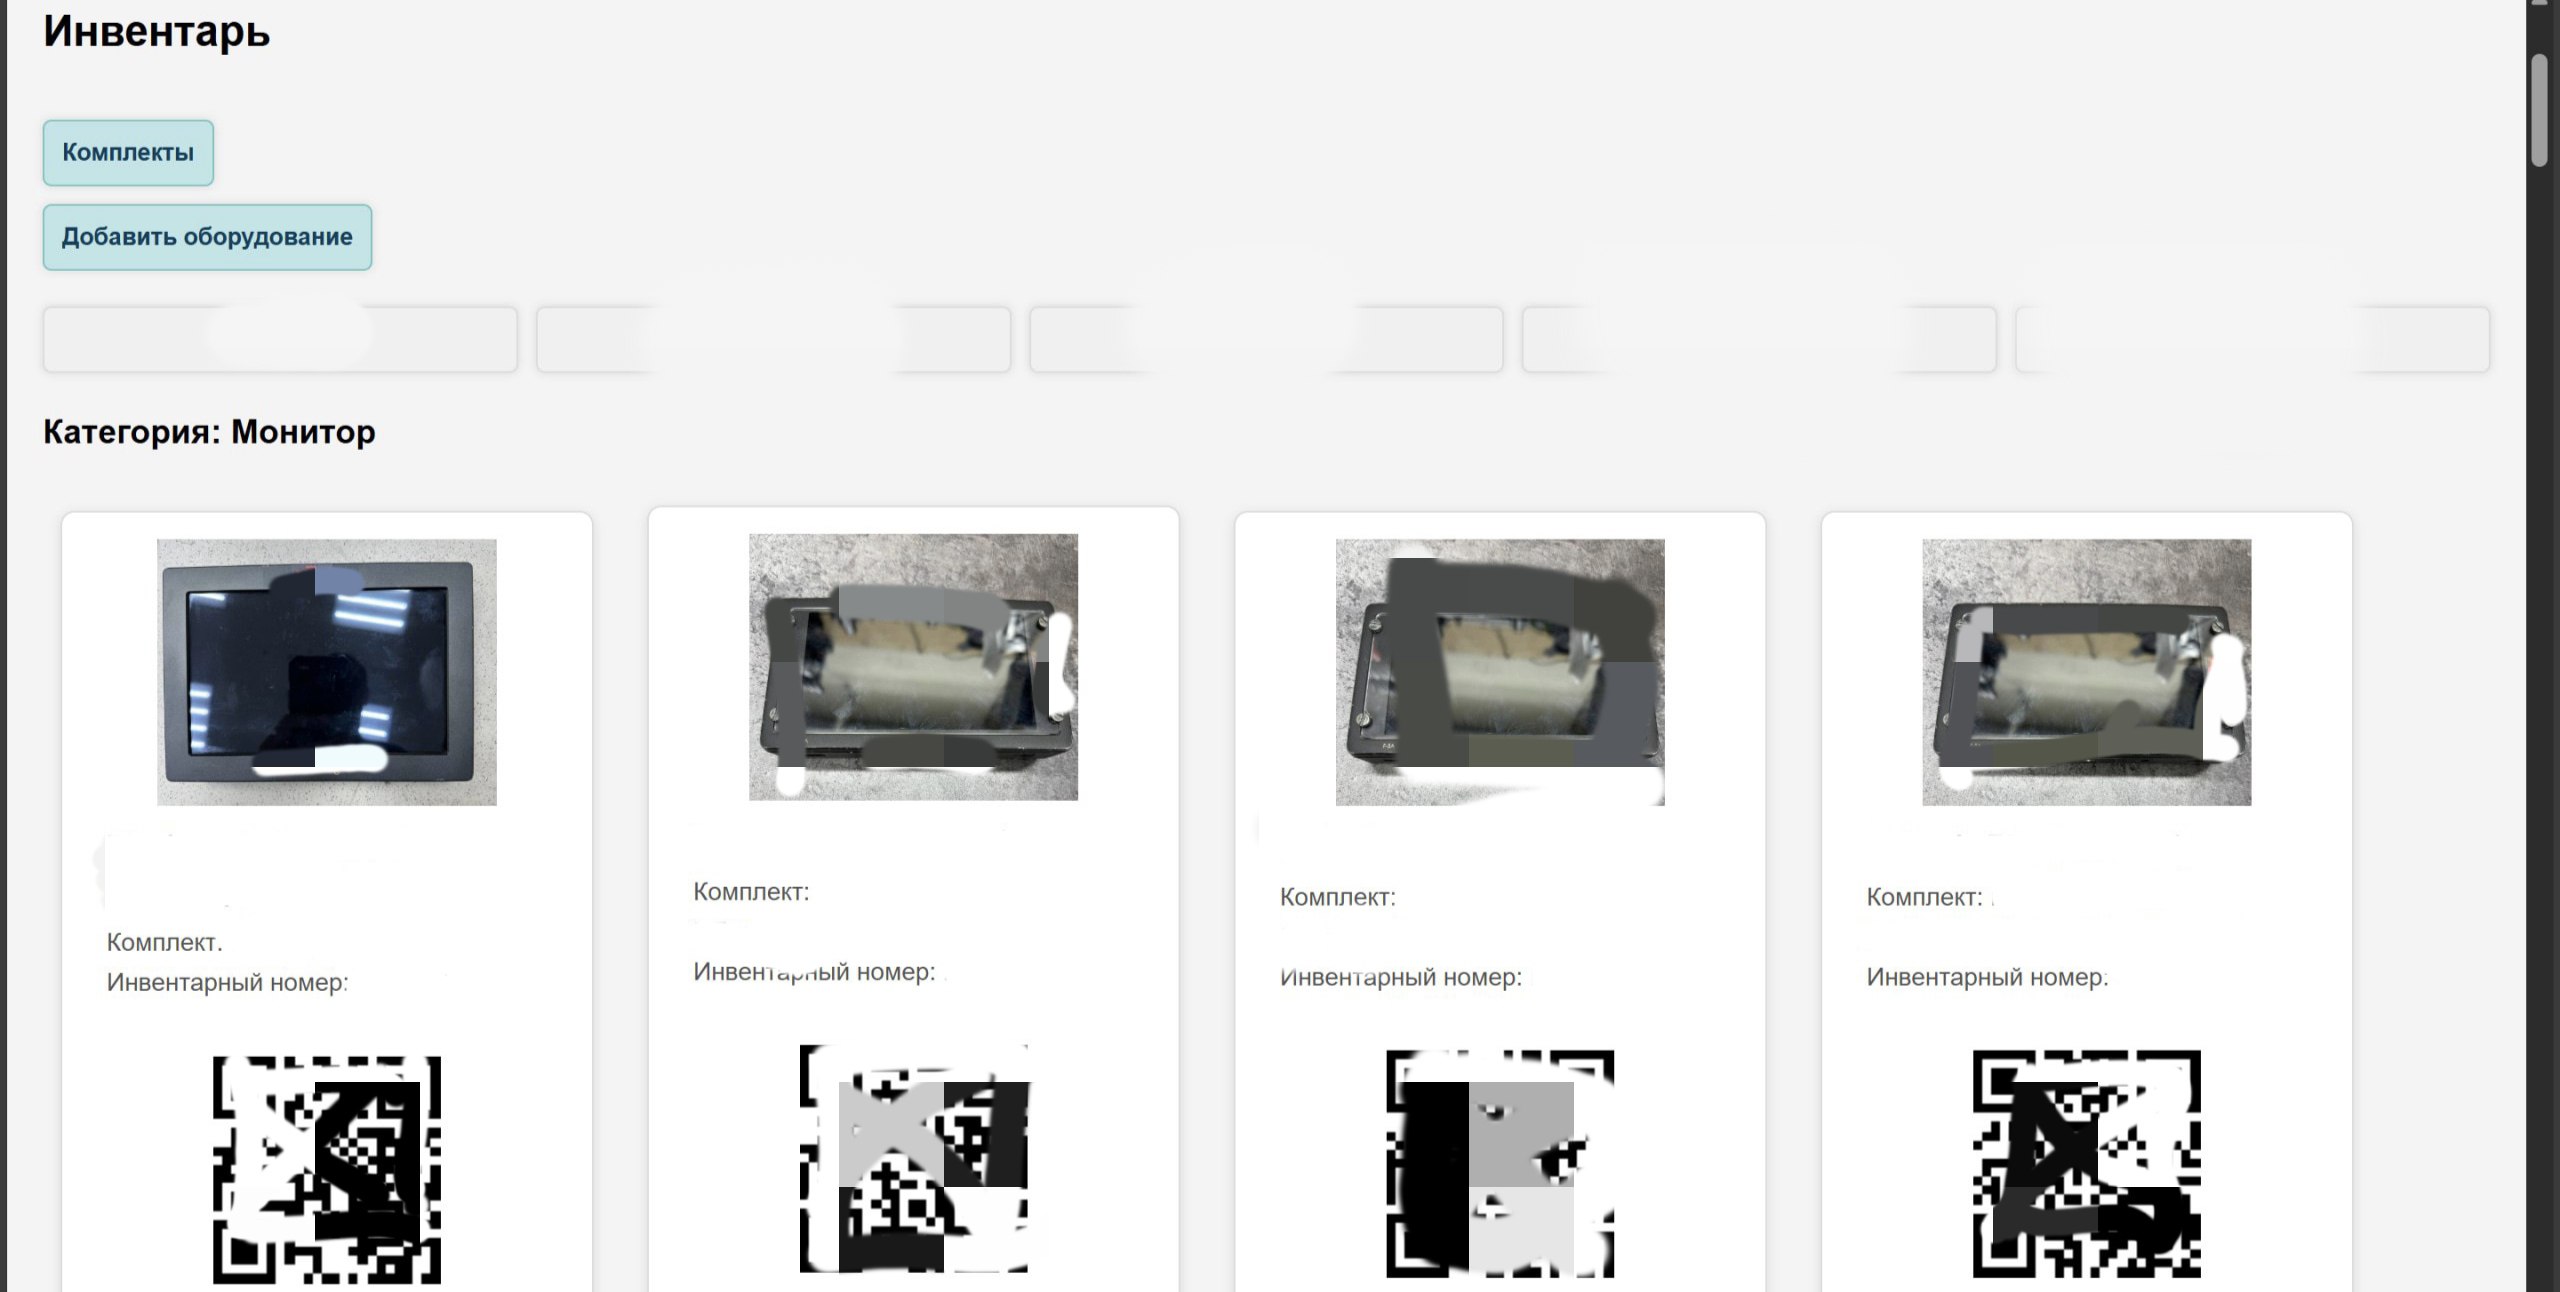 Инвентарь
Комплекты
Добавить оборудование
Категория: Монитор
Комплект.
Инвентарный номер:
Комплект:
Инвентарный номер:
Комплект:
Инвентарный номер:
Комплект:
Инвентарный номер: